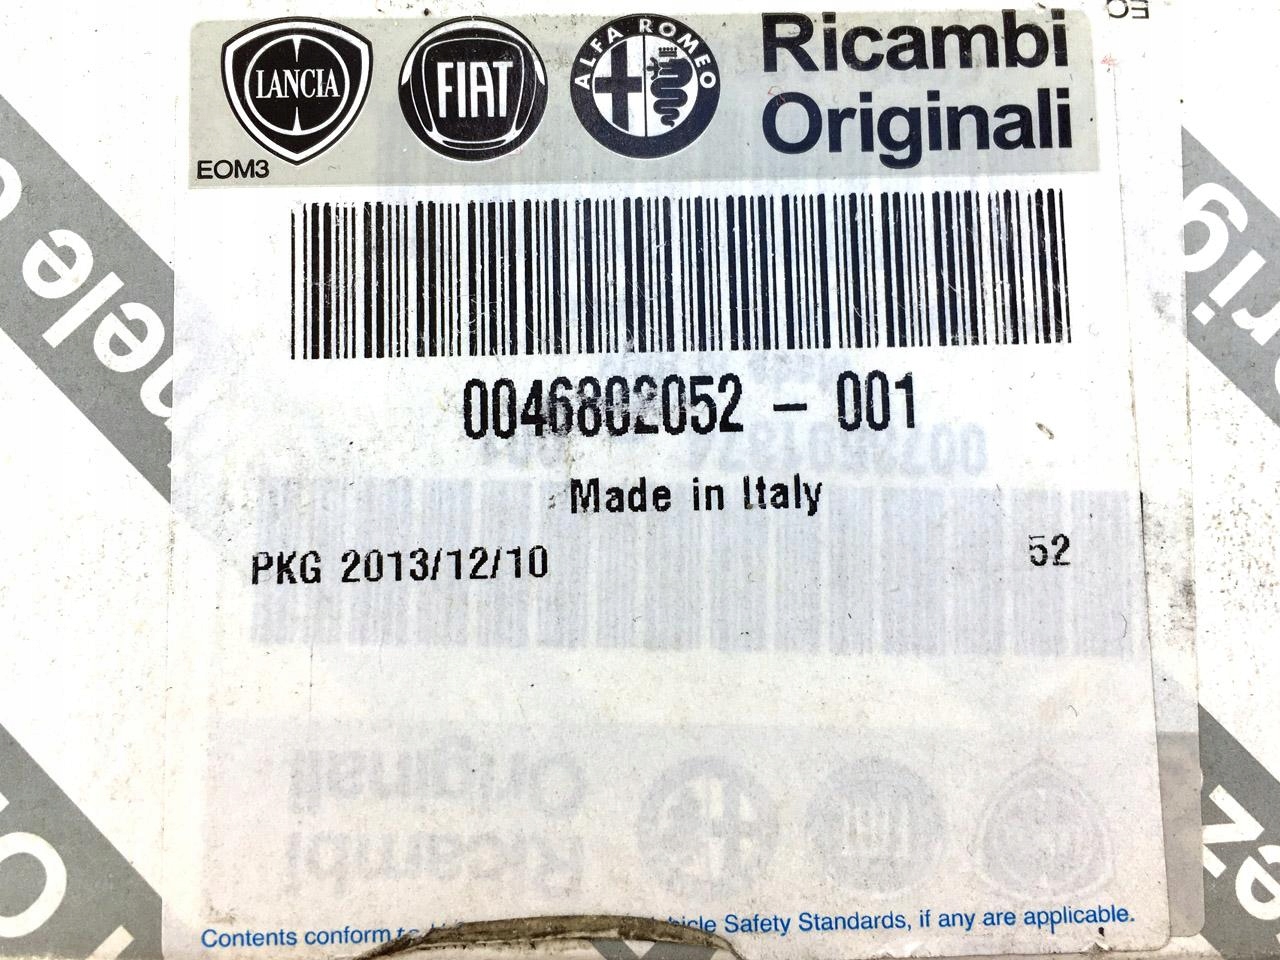 LANCIA
FIAT
ALFA ROMEO
Ricambi
Originali
EOM3
0046802052 - 001
Made in Italy
PKG 2013/12/10
52
Contents conform
Safety Standards, if any are applicable.